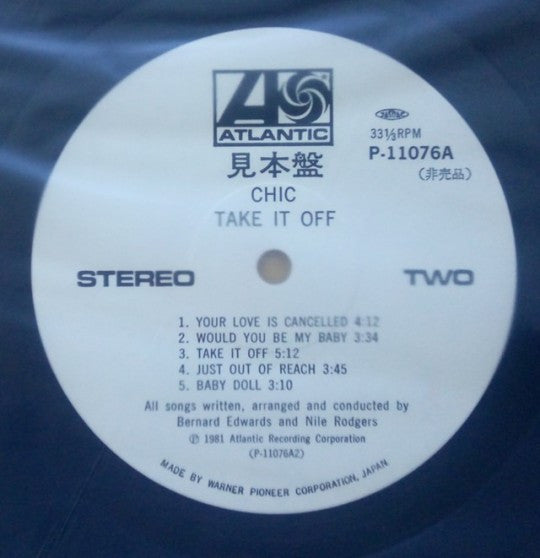 ATLANTIC
見本盤
CHIC
TAKE IT OFF
33⅓RPM
P-11076A
(非売品)
STEREO
TWO
1. YOUR LOVE IS CANCELLED 4:12
2. WOULD YOU BE MY BABY 3:34
3. TAKE IT OFF 5:12
4. JUST OUT OF REACH 3:45
5. BABY DOLL 3:10
All songs written, arranged and conducted by
Bernard Edwards and Nile Rodgers
℗ 1981 Atlantic Recording Corporation
(P-11076A2)
MADE BY WARNER PIONEER CORPORATION, JAPAN.